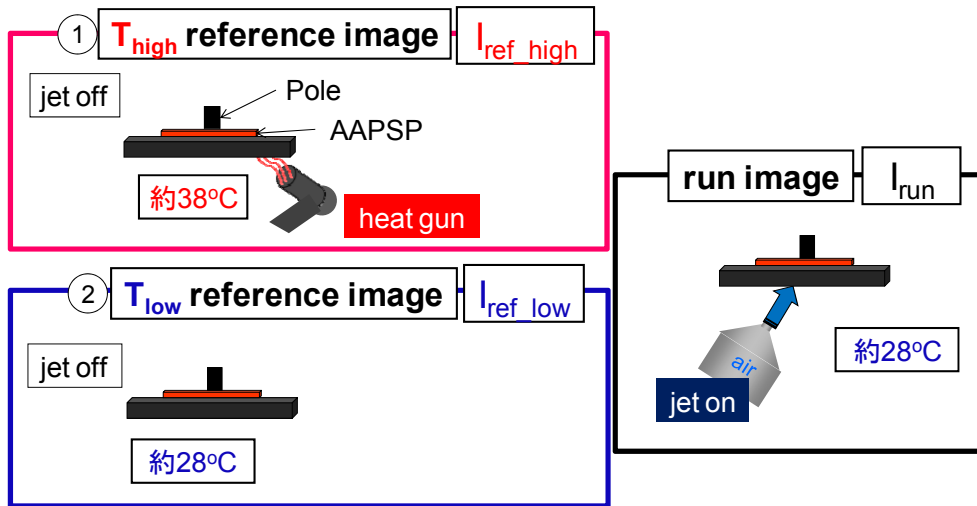 1 T_high reference image I_ref_high
jet off
Pole
AAPSP
約38°C
heat gun
2 T_low reference image I_ref_low
jet off
約28°C
run image I_run
air
jet on
約28°C